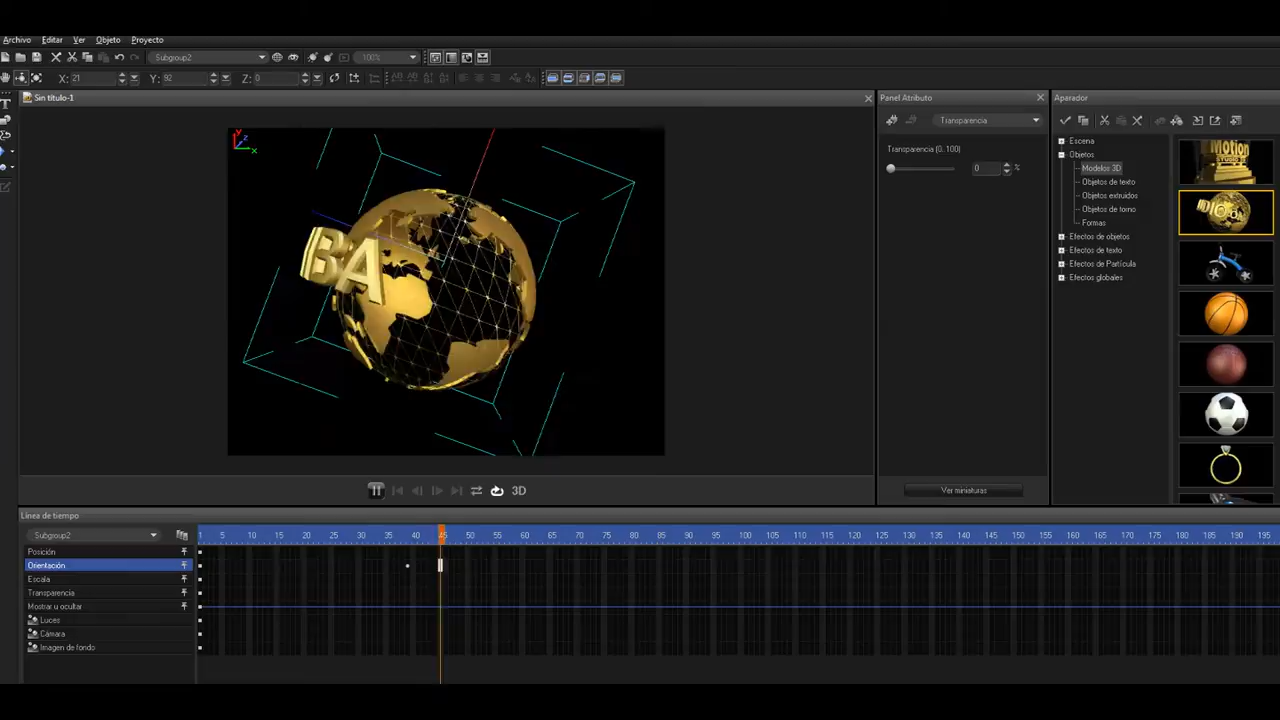 Archivo Editar Ver Objeto Proyecto
Subgroup2 100%
X: 21 Y: 92 Z: 0
Sin título-1 Panel Atributo Aparador
Transparencia
Transparencia (0..100)
0 %
Escena
Objetos
Modelos 3D
Objetos de texto
Objetos extruidos
Objetos de torno
Formas
Efectos de objetos
Efectos de texto
Efectos de Partícula
Efectos globales
Motion
BA
3D
Ver miniaturas
Línea de tiempo
Subgroup2
1 5 10 15 20 25 30 35 40 45 50 55 60 65 70 75 80 85 90 95 100 105 110 115 120 125 130 135 140 145 150 155 160 165 170 175 180 185 190 195
Posición
Orientación
Escala
Transparencia
Mostrar u ocultar
Luces
Cámara
Imagen de fondo